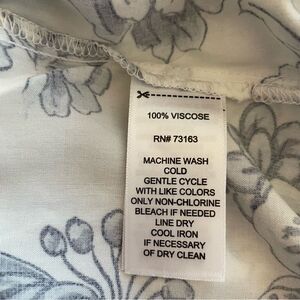 100% VISCOSE
RN# 73163
MACHINE WASH
COLD
GENTLE CYCLE
WITH LIKE COLORS
ONLY NON-CHLORINE
BLEACH IF NEEDED
LINE DRY
COOL IRON
IF NECESSARY
OF DRY CLEAN